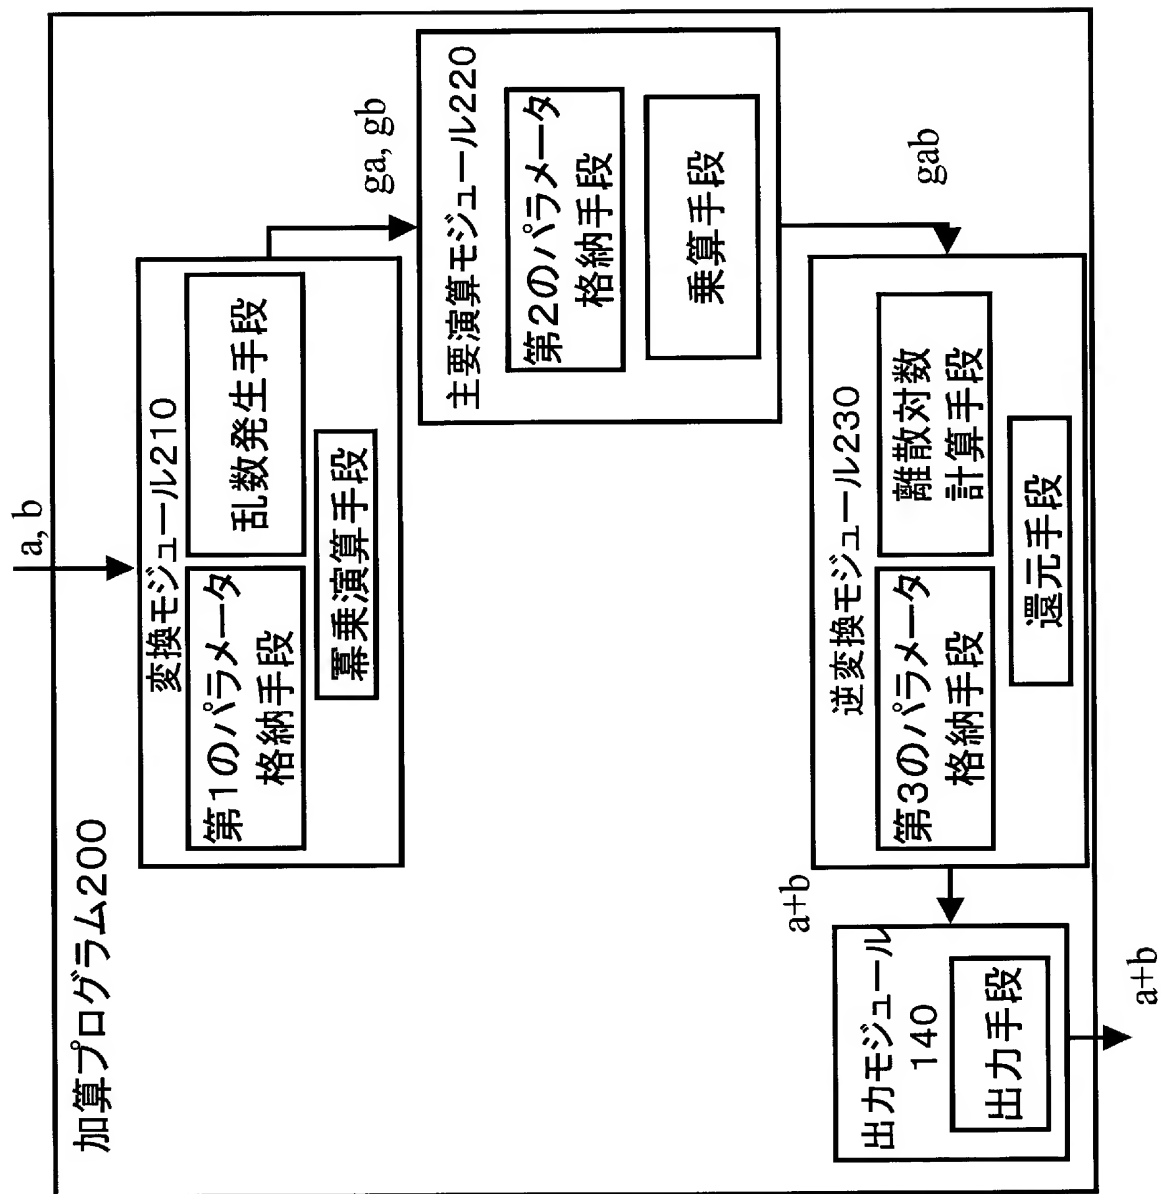 加算プログラム200
a, b
変換モジュール210
第1のパラメータ
格納手段
乱数発生手段
冪乗演算手段
ga, gb
主要演算モジュール220
第2のパラメータ
格納手段
乗算手段
gab
逆変換モジュール230
第3のパラメータ
格納手段
離散対数
計算手段
還元手段
a+b
出力モジュール
140
出力手段
a+b